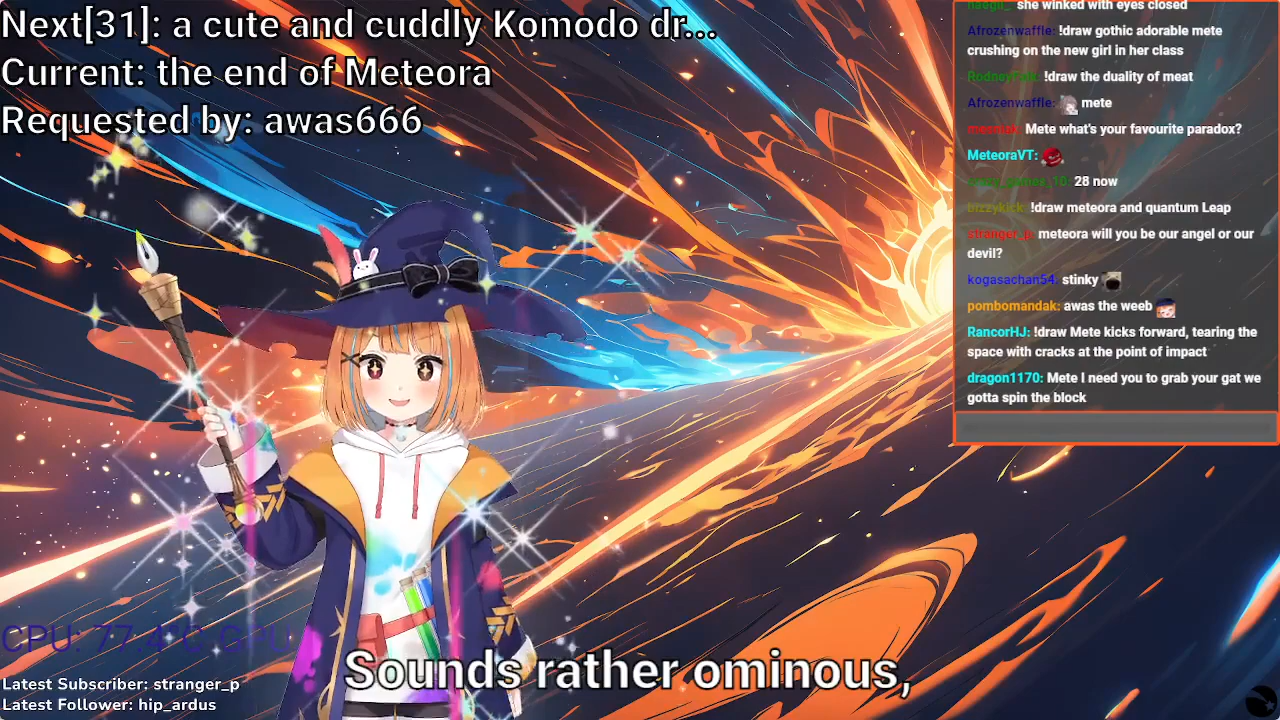 Next[31]: a cute and cuddly Komodo dr...
Current: the end of Meteora
Requested by: awas666
she winked with eyes closed
Afrozenwaffle: !draw gothic adorable mete
crushing on the new girl in her class
!draw the duality of meat
Afrozenwaffle: mete
Mete what's your favourite paradox?
MeteoraVT:
28 now
bizzykick: !draw meteora and quantum Leap
stranger_p: meteora will you be our angel or our
devil?
kogasachan54: stinky
pombomandak: awas the weeb
RancorHJ: !draw Mete kicks forward, tearing the
space with cracks at the point of impact
dragon1170: Mete I need you to grab your gat we
gotta spin the block
CPU: 77.4°C GPU
Sounds rather ominous,
Latest Subscriber: stranger_p
Latest Follower: hip_ardus